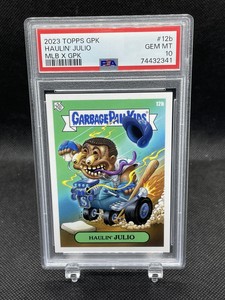 2023 TOPPS GPK #12b
HAULIN' JULIO GEM MT
MLB X GPK 10
PSA 74432341
GARBAGE PAIL KIDS
12b
HAULIN' JULIO